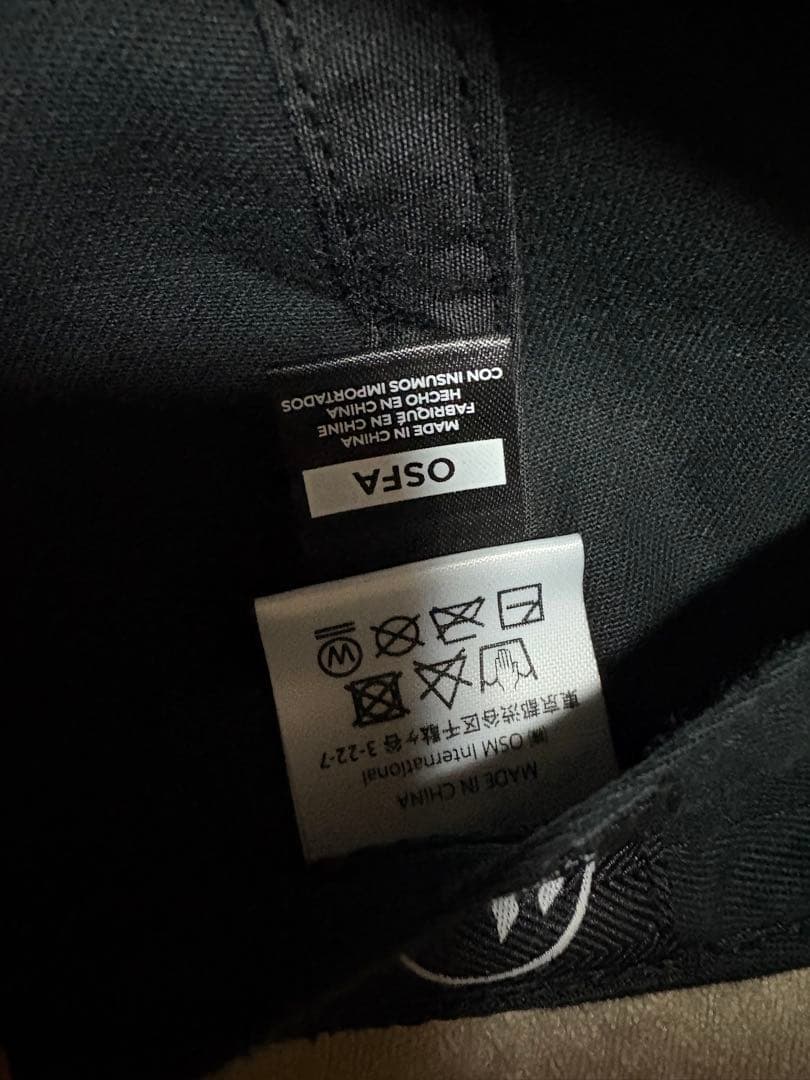 MADE IN CHINA
㈱ OSM International
東京都渋谷区千駄ヶ谷 3-22-7
W
OSFA
MADE IN CHINA
FABRIQUÉ EN CHINE
HECHO EN CHINA
CON INSUMOS IMPORTADOS